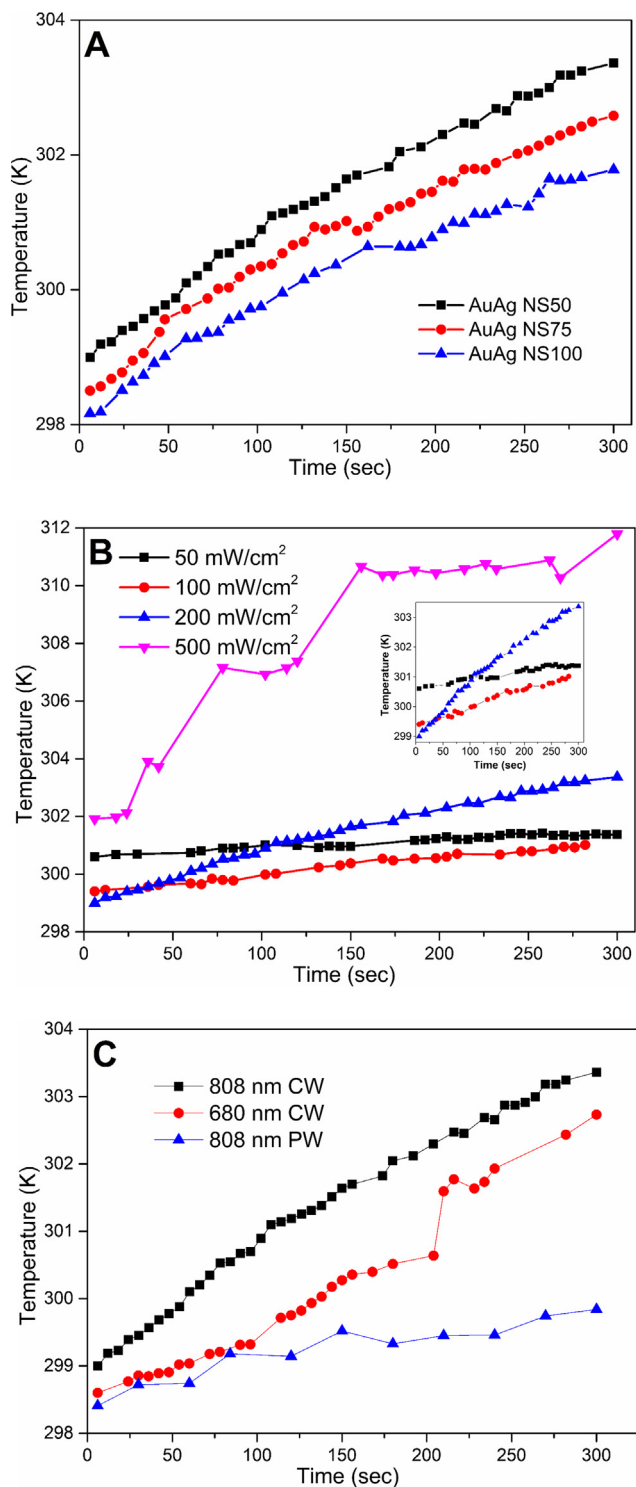 A
304
302
300
298
Temperature (K)
AuAg NS50
AuAg NS75
AuAg NS100
0 50 100 150 200 250 300
Time (sec)
B
312
310
308
306
304
302
300
298
Temperature (K)
50 mW/cm²
100 mW/cm²
200 mW/cm²
500 mW/cm²
303
302
301
300
299
Temperature (K)
0 50 100 150 200 250 300
Time (sec)
0 50 100 150 200 250 300
Time (sec)
C
304
303
302
301
300
299
298
Temperature (K)
808 nm CW
680 nm CW
808 nm PW
0 50 100 150 200 250 300
Time (sec)